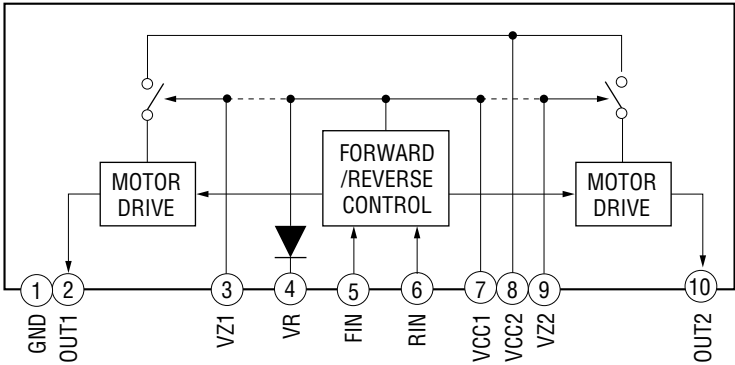 FORWARD
/REVERSE
CONTROL
MOTOR
DRIVE
MOTOR
DRIVE
1
2
3
4
5
6
7
8
9
10
GND
OUT1
VZ1
VR
FIN
RIN
VCC1
VCC2
VZ2
OUT2